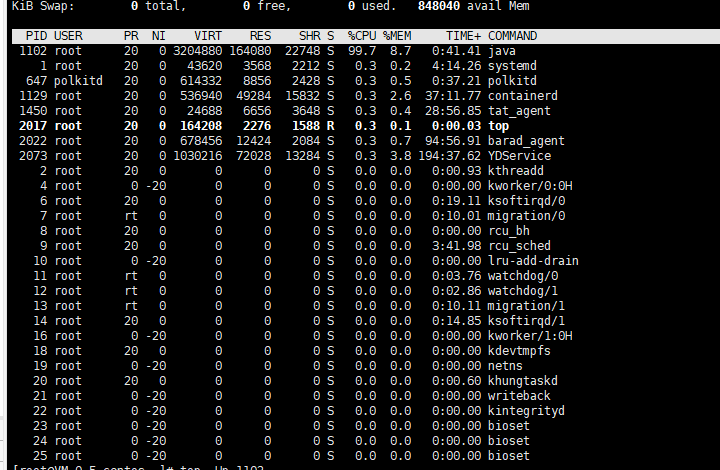 KiB Swap:        0 total,        0 free,        0 used.   848040 avail Mem
  PID USER      PR  NI    VIRT    RES    SHR S  %CPU %MEM     TIME+ COMMAND
 1102 root      20   0 3204880 164080  22748 S  99.7  8.7   0:41.41 java
    1 root      20   0   43620   3568   2212 S   0.3  0.2   4:14.26 systemd
  647 polkitd   20   0  614332   8856   2428 S   0.3  0.5   0:37.21 polkitd
 1129 root      20   0  536940  49284  15832 S   0.3  2.6  37:11.77 containerd
 1450 root      20   0   24688   6656   3648 S   0.3  0.4  28:56.85 tat_agent
 2017 root      20   0  164208   2276   1588 R   0.3  0.1   0:00.03 top
 2022 root      20   0  678456  12424   2084 S   0.3  0.7  94:56.91 barad_agent
 2073 root      20   0 1030216  72028  13284 S   0.3  3.8 194:37.62 YDService
    2 root      20   0       0      0      0 S   0.0  0.0   0:00.93 kthreadd
    4 root       0 -20       0      0      0 S   0.0  0.0   0:00.00 kworker/0:0H
    6 root      20   0       0      0      0 S   0.0  0.0   0:19.11 ksoftirqd/0
    7 root      rt   0       0      0      0 S   0.0  0.0   0:10.01 migration/0
    8 root      20   0       0      0      0 S   0.0  0.0   0:00.00 rcu_bh
    9 root      20   0       0      0      0 S   0.0  0.0   3:41.98 rcu_sched
   10 root       0 -20       0      0      0 S   0.0  0.0   0:00.00 lru-add-drain
   11 root      rt   0       0      0      0 S   0.0  0.0   0:03.76 watchdog/0
   12 root      rt   0       0      0      0 S   0.0  0.0   0:02.86 watchdog/1
   13 root      rt   0       0      0      0 S   0.0  0.0   0:10.11 migration/1
   14 root      20   0       0      0      0 S   0.0  0.0   0:14.85 ksoftirqd/1
   16 root       0 -20       0      0      0 S   0.0  0.0   0:00.00 kworker/1:0H
   18 root      20   0       0      0      0 S   0.0  0.0   0:00.00 kdevtmpfs
   19 root       0 -20       0      0      0 S   0.0  0.0   0:00.00 netns
   20 root      20   0       0      0      0 S   0.0  0.0   0:00.60 khungtaskd
   21 root       0 -20       0      0      0 S   0.0  0.0   0:00.00 writeback
   22 root       0 -20       0      0      0 S   0.0  0.0   0:00.00 kintegrityd
   23 root       0 -20       0      0      0 S   0.0  0.0   0:00.00 bioset
   24 root       0 -20       0      0      0 S   0.0  0.0   0:00.00 bioset
   25 root       0 -20       0      0      0 S   0.0  0.0   0:00.00 bioset